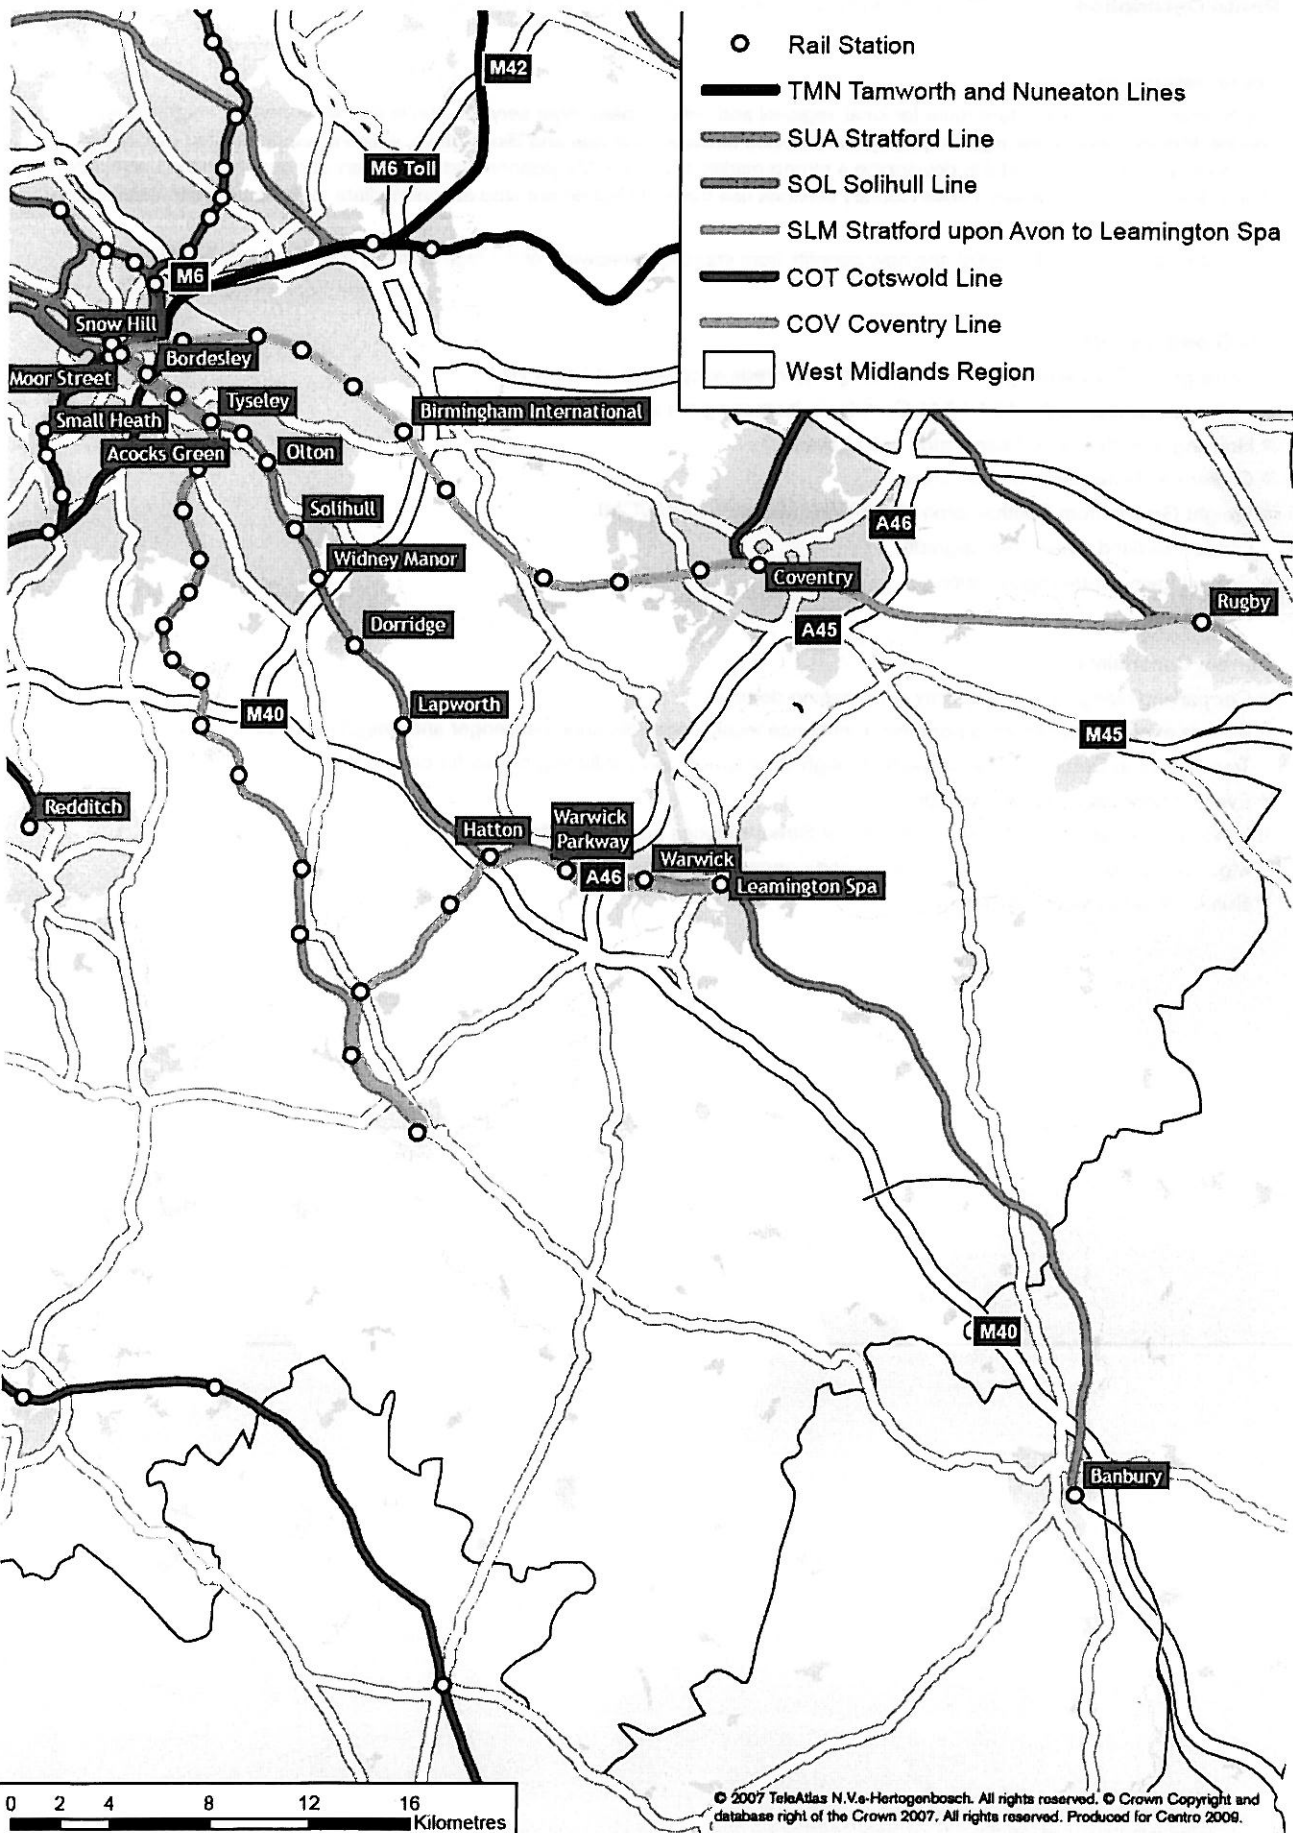 Rail Station
TMN Tamworth and Nuneaton Lines
SUA Stratford Line
SOL Solihull Line
SLM Stratford upon Avon to Leamington Spa
COT Cotswold Line
COV Coventry Line
West Midlands Region
M42
M6 Toll
M6
Snow Hill
Bordesley
Moor Street
Tyseley
Small Heath
Birmingham International
Acocks Green
Olton
Solihull
A46
Widney Manor
Coventry
Rugby
Dorridge
A45
Lapworth
M40
M45
Redditch
Hatton
Warwick
Parkway
Warwick
A46
Leamington Spa
M40
Banbury
0 2 4 8 12 16
Kilometres
© 2007 TeleAtlas N.V.s-Hertogenbosch. All rights reserved. © Crown Copyright and
database right of the Crown 2007. All rights reserved. Produced for Centro 2009.